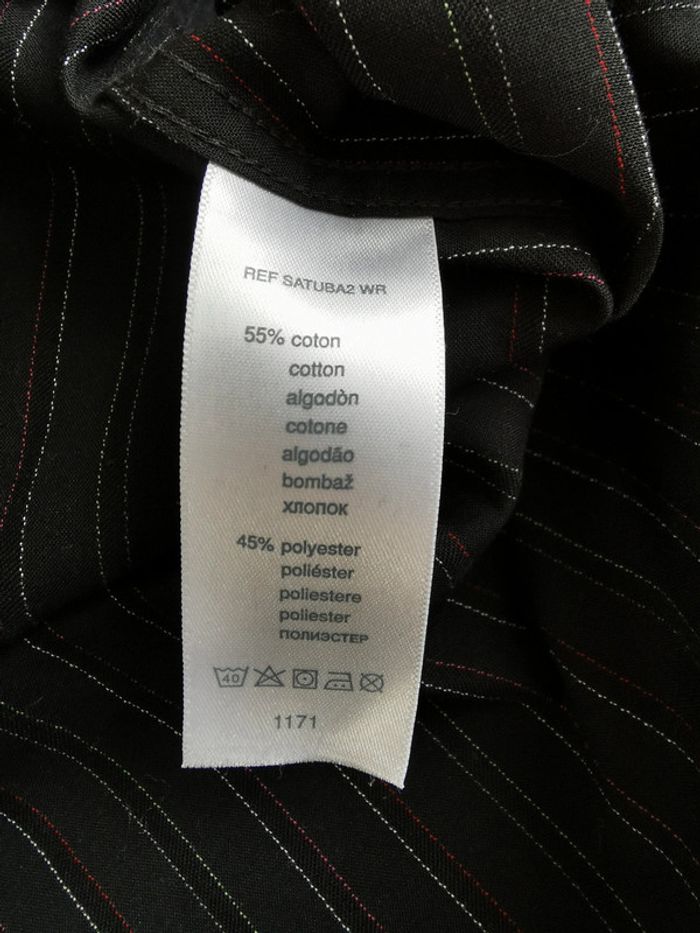 REF SATUBA2 WR
55% coton
cotton
algodòn
cotone
algodão
bombaž
хлопок
45% polyester
poliéster
poliestere
poliester
полиэстер
40
1171